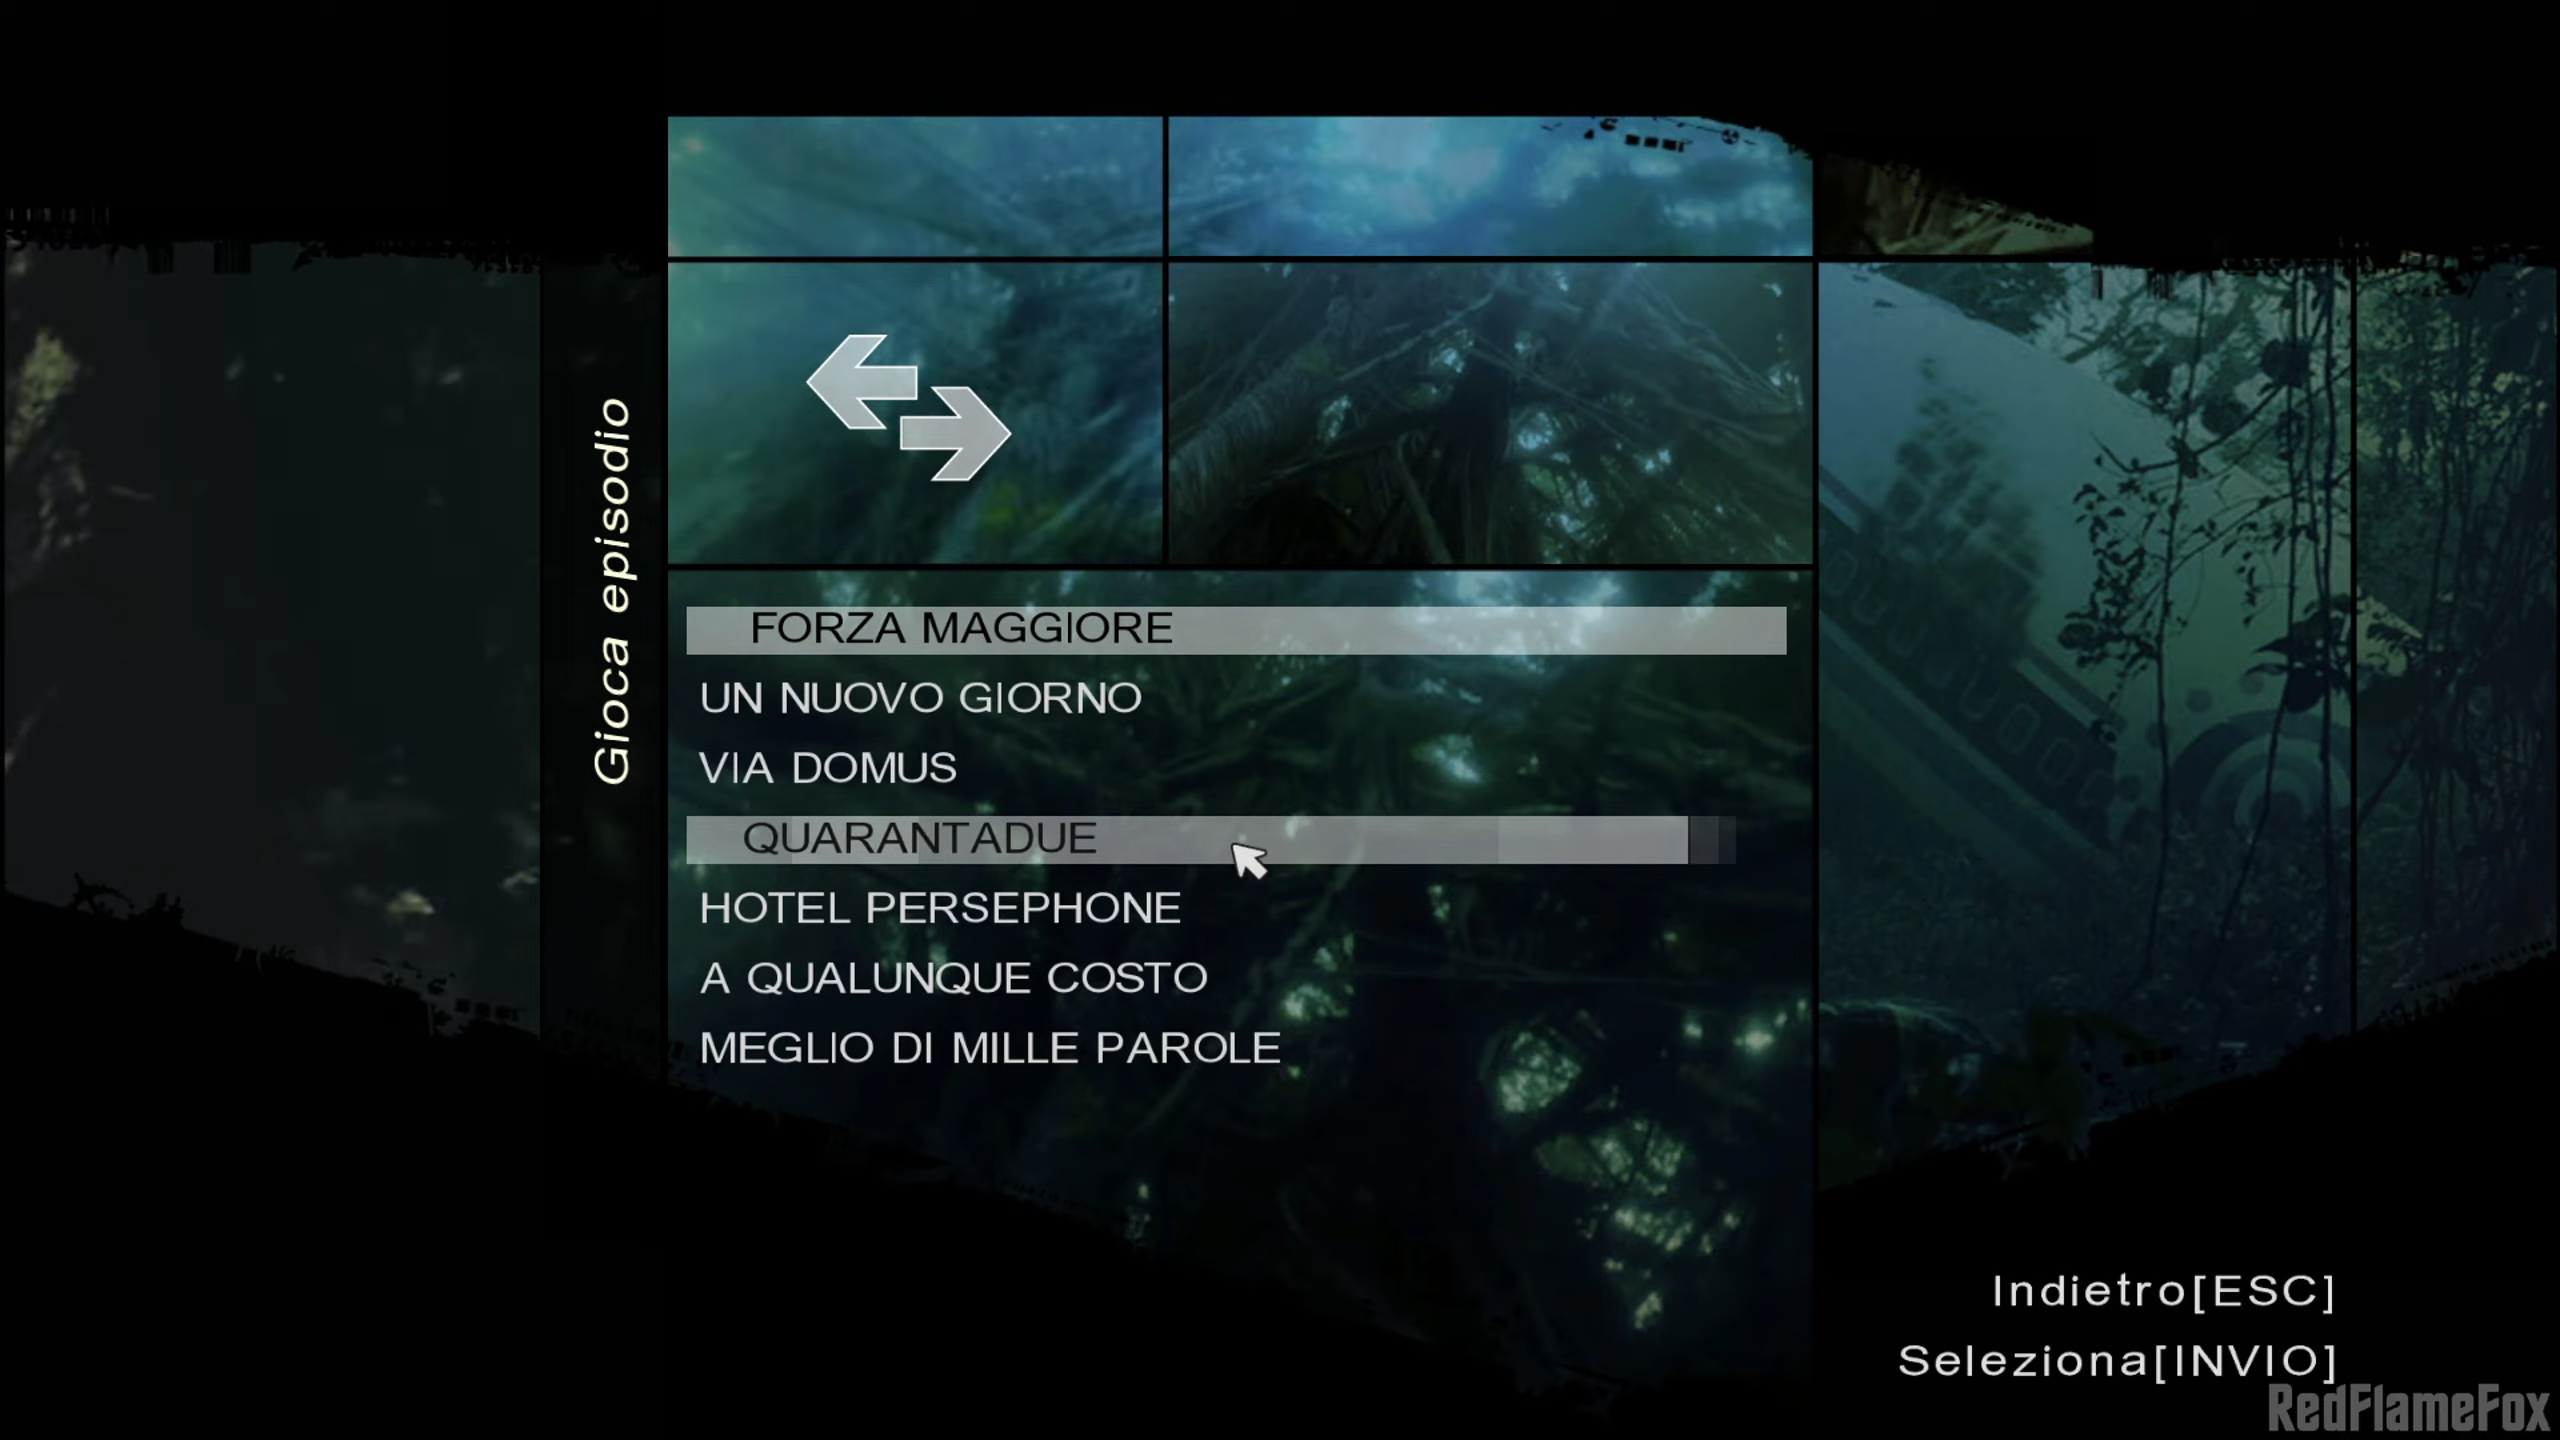 Gioca episodio
FORZA MAGGIORE
UN NUOVO GIORNO
VIA DOMUS
QUARANTADUE
HOTEL PERSEPHONE
A QUALUNQUE COSTO
MEGLIO DI MILLE PAROLE
Indietro[ESC]
Seleziona[INVIO]
RedFlameFox